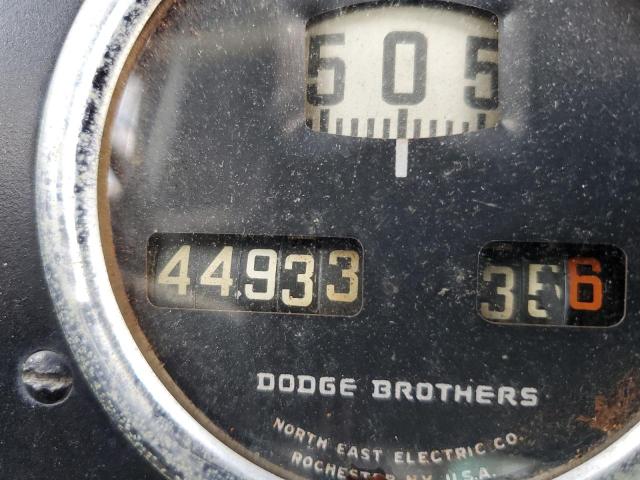 505
44933
356
DODGE BROTHERS
NORTH EAST ELECTRIC CO.
ROCHESTER N.Y. U.S.A.